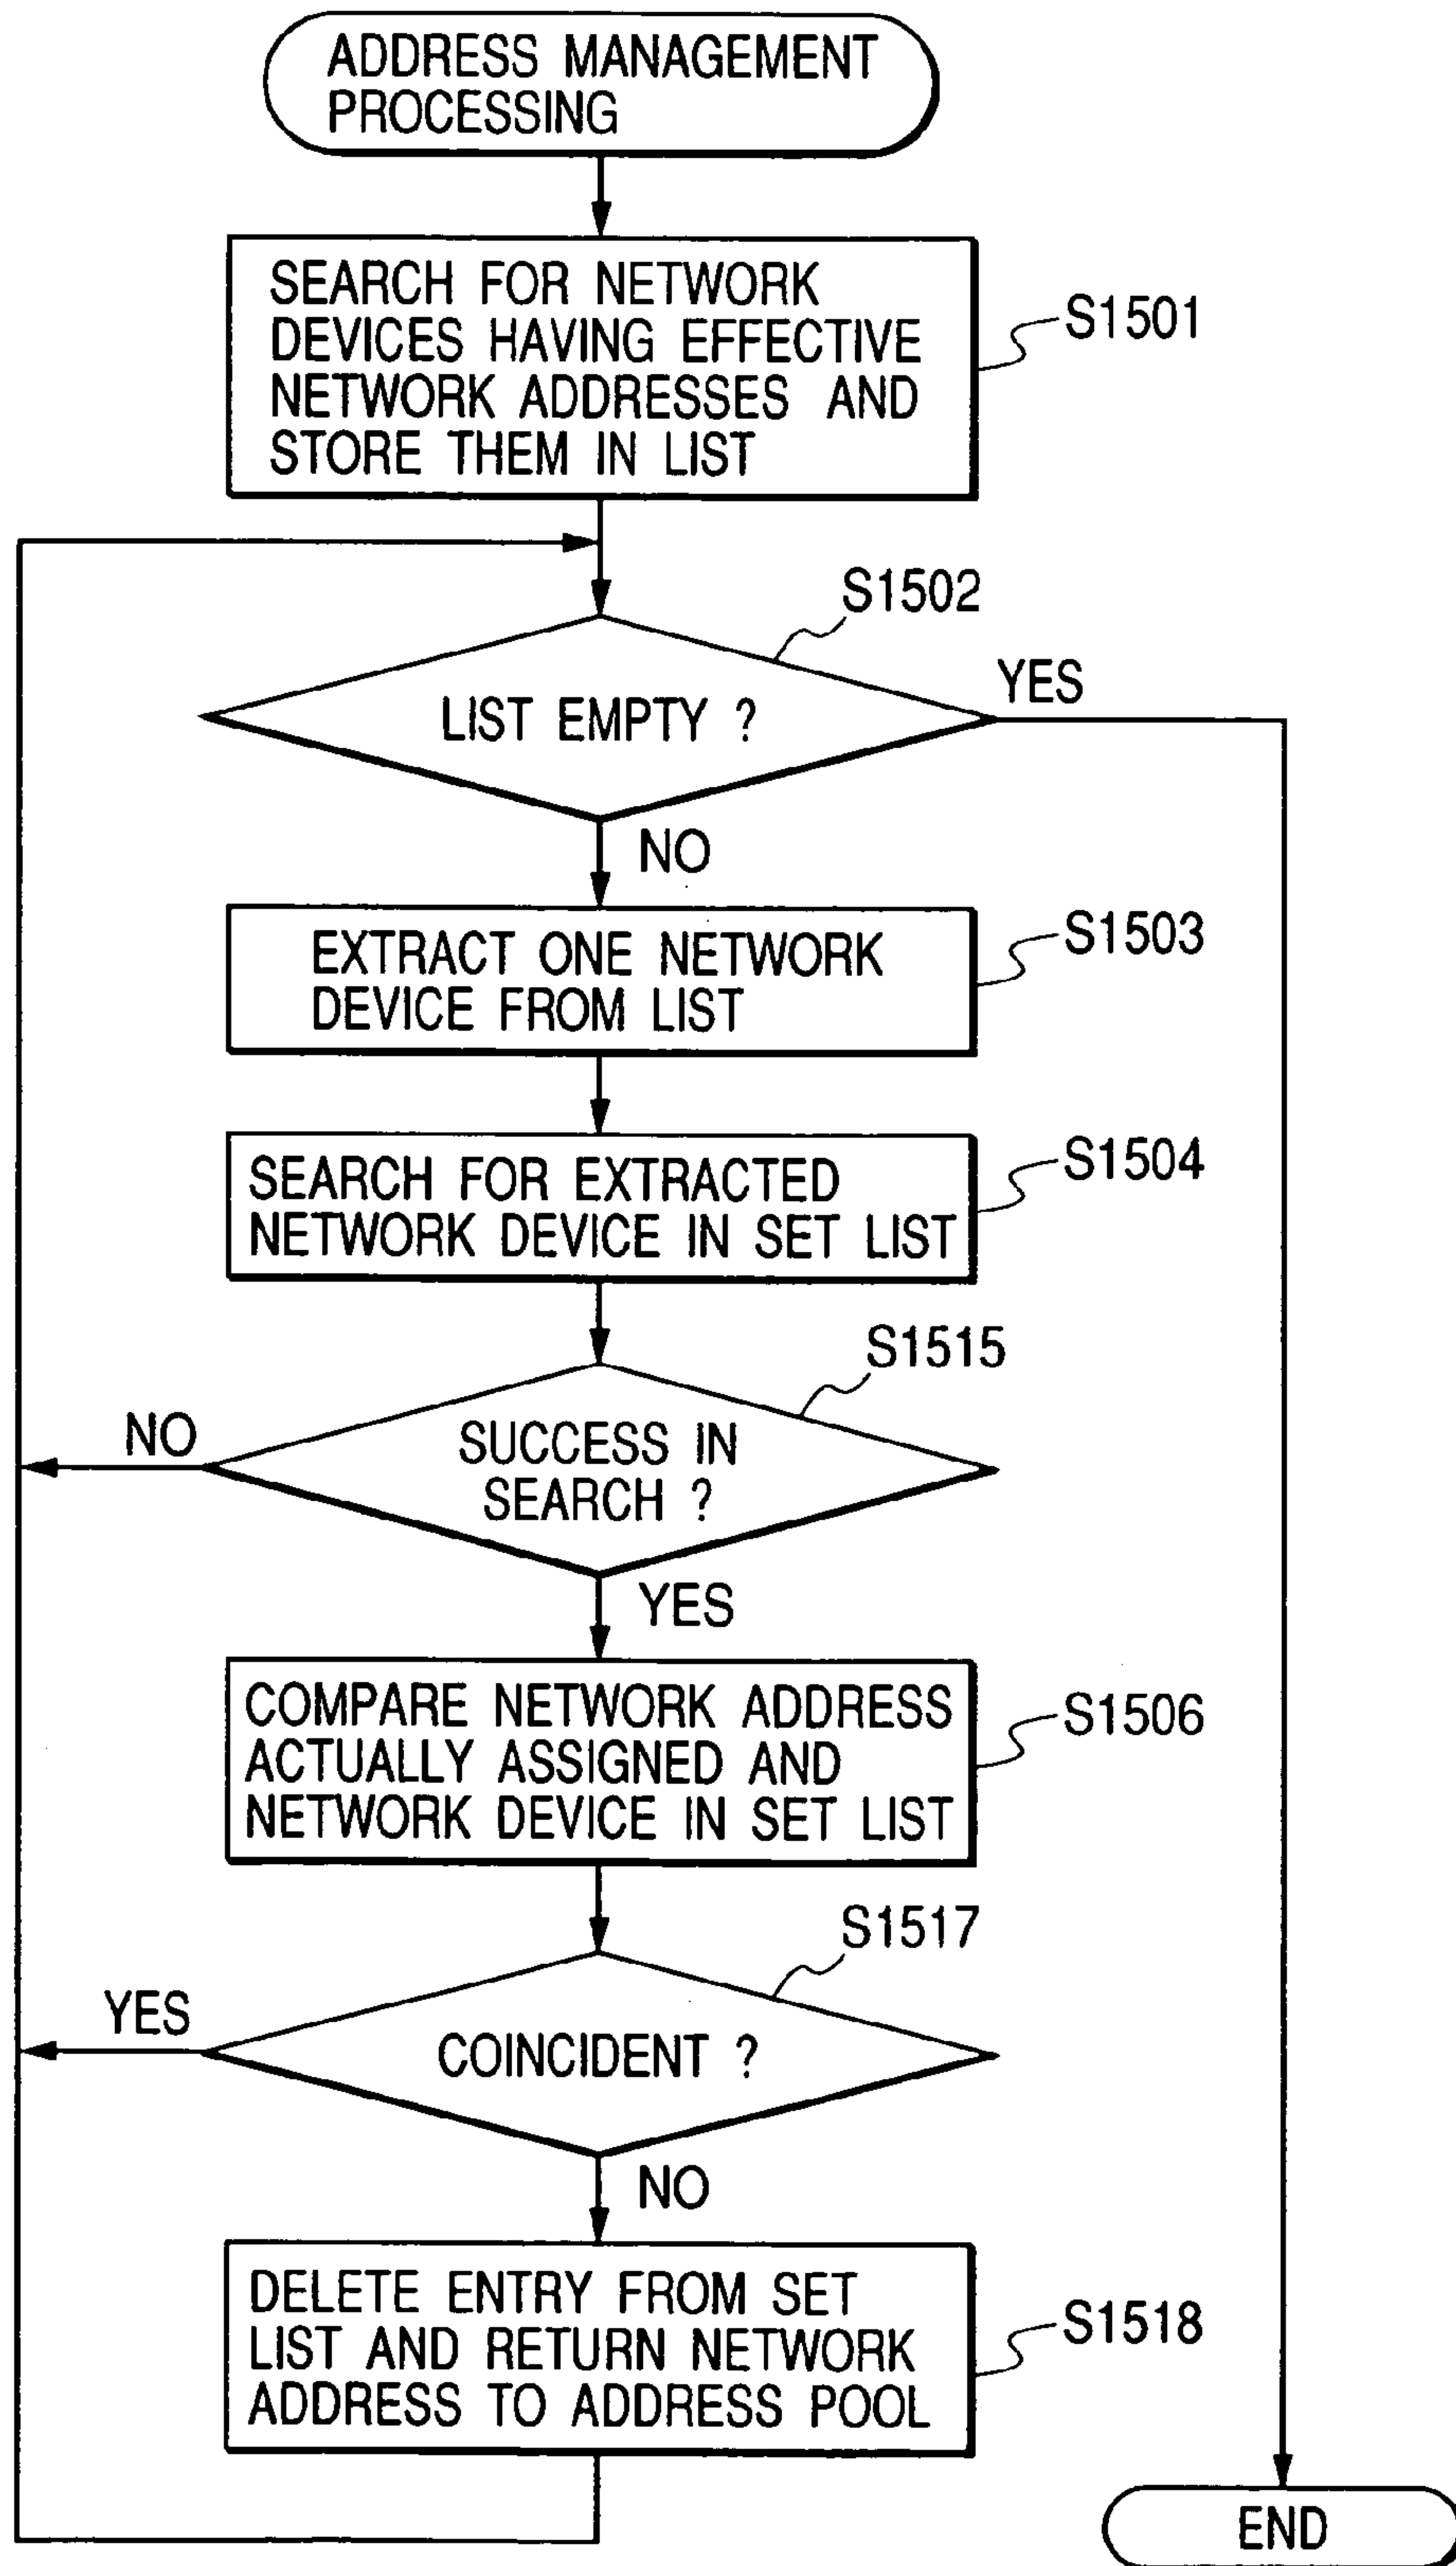 ADDRESS MANAGEMENT
PROCESSING
SEARCH FOR NETWORK
DEVICES HAVING EFFECTIVE
NETWORK ADDRESSES AND
STORE THEM IN LIST
S1501
S1502
LIST EMPTY ?
YES
NO
EXTRACT ONE NETWORK
DEVICE FROM LIST
S1503
SEARCH FOR EXTRACTED
NETWORK DEVICE IN SET LIST
S1504
S1515
SUCCESS IN
SEARCH ?
NO
YES
COMPARE NETWORK ADDRESS
ACTUALLY ASSIGNED AND
NETWORK DEVICE IN SET LIST
S1506
S1517
COINCIDENT ?
YES
NO
DELETE ENTRY FROM SET
LIST AND RETURN NETWORK
ADDRESS TO ADDRESS POOL
S1518
END